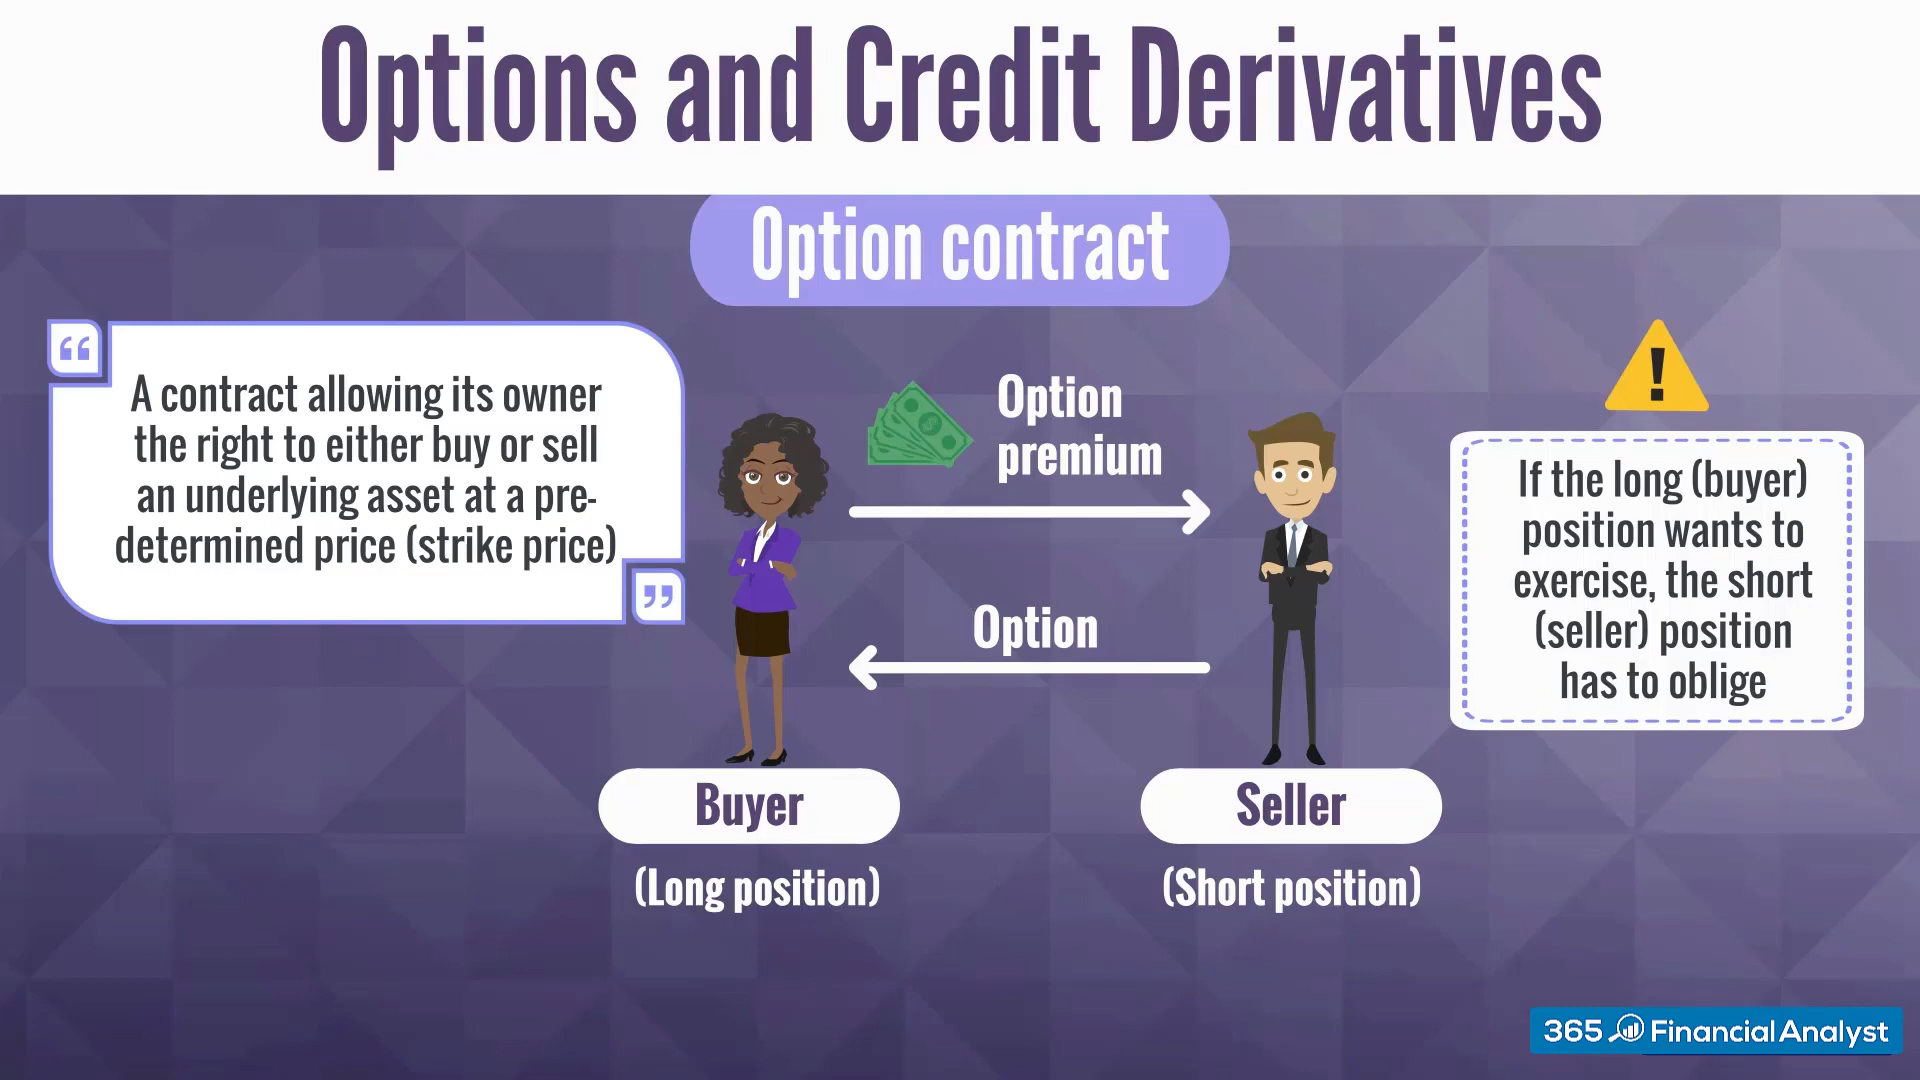 Options and Credit Derivatives
Option contract
“
A contract allowing its owner
the right to either buy or sell
an underlying asset at a pre-
determined price (strike price)
”
Option
premium
Option
Buyer
(Long position)
Seller
(Short position)
!
If the long (buyer)
position wants to
exercise, the short
(seller) position
has to oblige
365 Financial Analyst